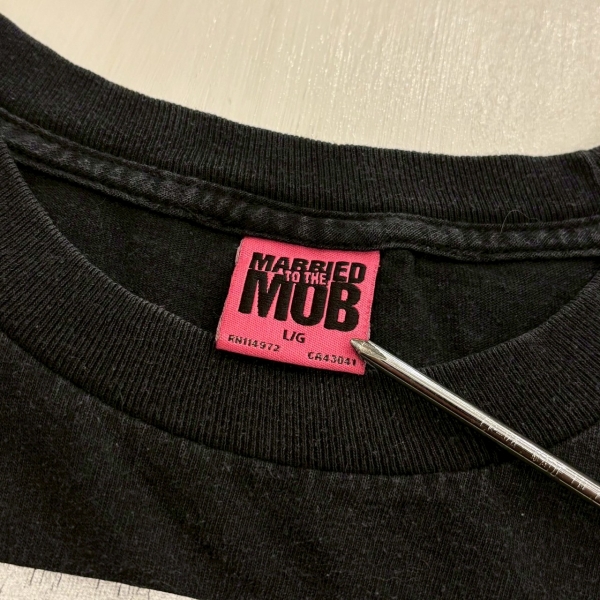 MARRIED
TO THE
MOB
L/G
RN114972 CA43041